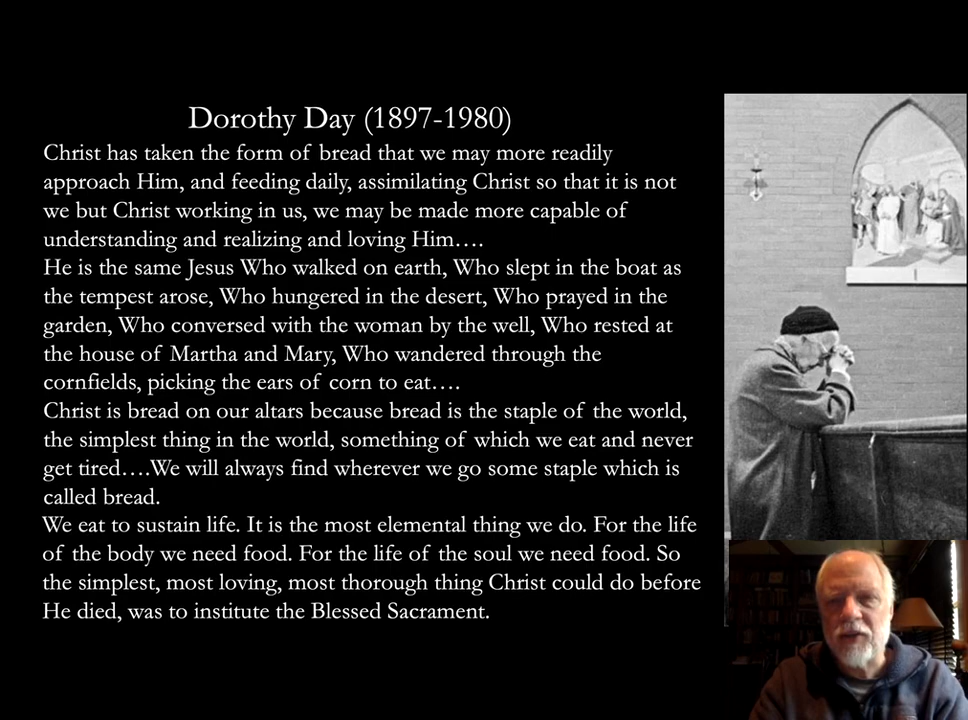 Dorothy Day (1897-1980)
Christ has taken the form of bread that we may more readily
approach Him, and feeding daily, assimilating Christ so that it is not
we but Christ working in us, we may be made more capable of
understanding and realizing and loving Him….
He is the same Jesus Who walked on earth, Who slept in the boat as
the tempest arose, Who hungered in the desert, Who prayed in the
garden, Who conversed with the woman by the well, Who rested at
the house of Martha and Mary, Who wandered through the
cornfields, picking the ears of corn to eat….
Christ is bread on our altars because bread is the staple of the world,
the simplest thing in the world, something of which we eat and never
get tired….We will always find wherever we go some staple which is
called bread.
We eat to sustain life. It is the most elemental thing we do. For the life
of the body we need food. For the life of the soul we need food. So
the simplest, most loving, most thorough thing Christ could do before
He died, was to institute the Blessed Sacrament.